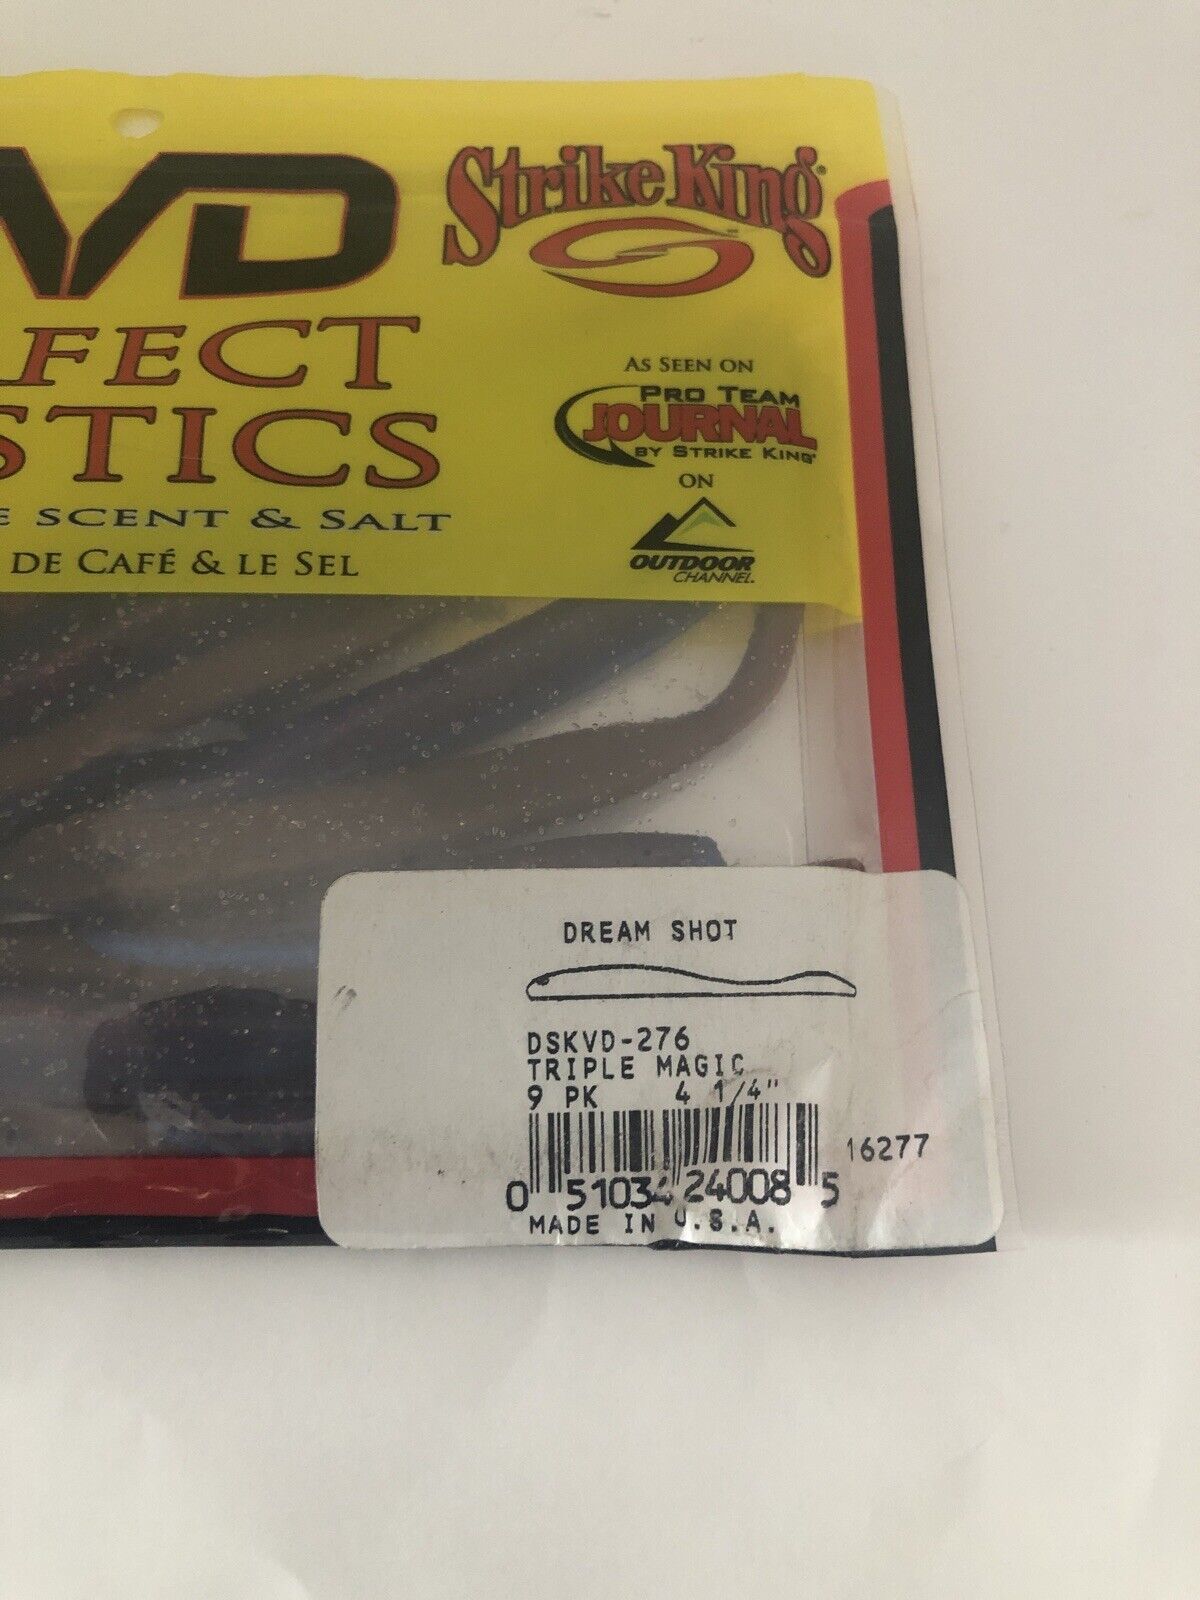 VD
Strike King
FECT
STICS
E SCENT & SALT
DE CAFÉ & LE SEL
AS SEEN ON
PRO TEAM
JOURNAL
BY STRIKE KING
ON
OUTDOOR
CHANNEL
DREAM SHOT
DSKVD-276
TRIPLE MAGIC
9 PK 4 1/4"
16277
0 51034 24008 5
MADE IN U.S.A.